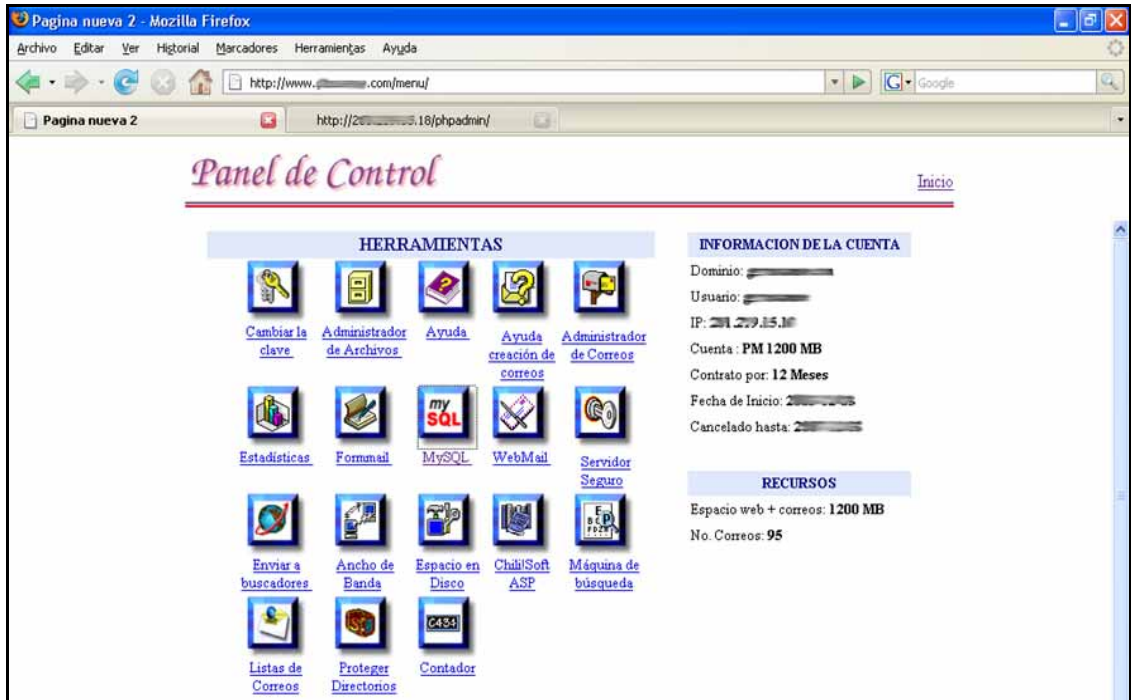 Pagina nueva 2 - Mozilla Firefox
Archivo Editar Ver Historial Marcadores Herramientas Ayuda
http://www. .com/menu/
Google
Pagina nueva 2
http://2 .18/phpadmin/
Panel de Control
Inicio
HERRAMIENTAS
Cambiar la
clave
Administrador
de Archivos
Ayuda
Ayuda
creación de
correos
Administrador
de Correos
my
SQL
Estadísticas
Formmail
MySQL
WebMail
Servidor
Seguro
Enviar a
buscadores
Ancho de
Banda
Espacio en
Disco
Chili!Soft
ASP
Máquina de
búsqueda
C434
Listas de
Correos
Proteger
Directorios
Contador
INFORMACION DE LA CUENTA
Dominio:
Usuario:
IP:
Cuenta : PM 1200 MB
Contrato por: 12 Meses
Fecha de Inicio:
Cancelado hasta:
RECURSOS
Espacio web + correos: 1200 MB
No. Correos: 95